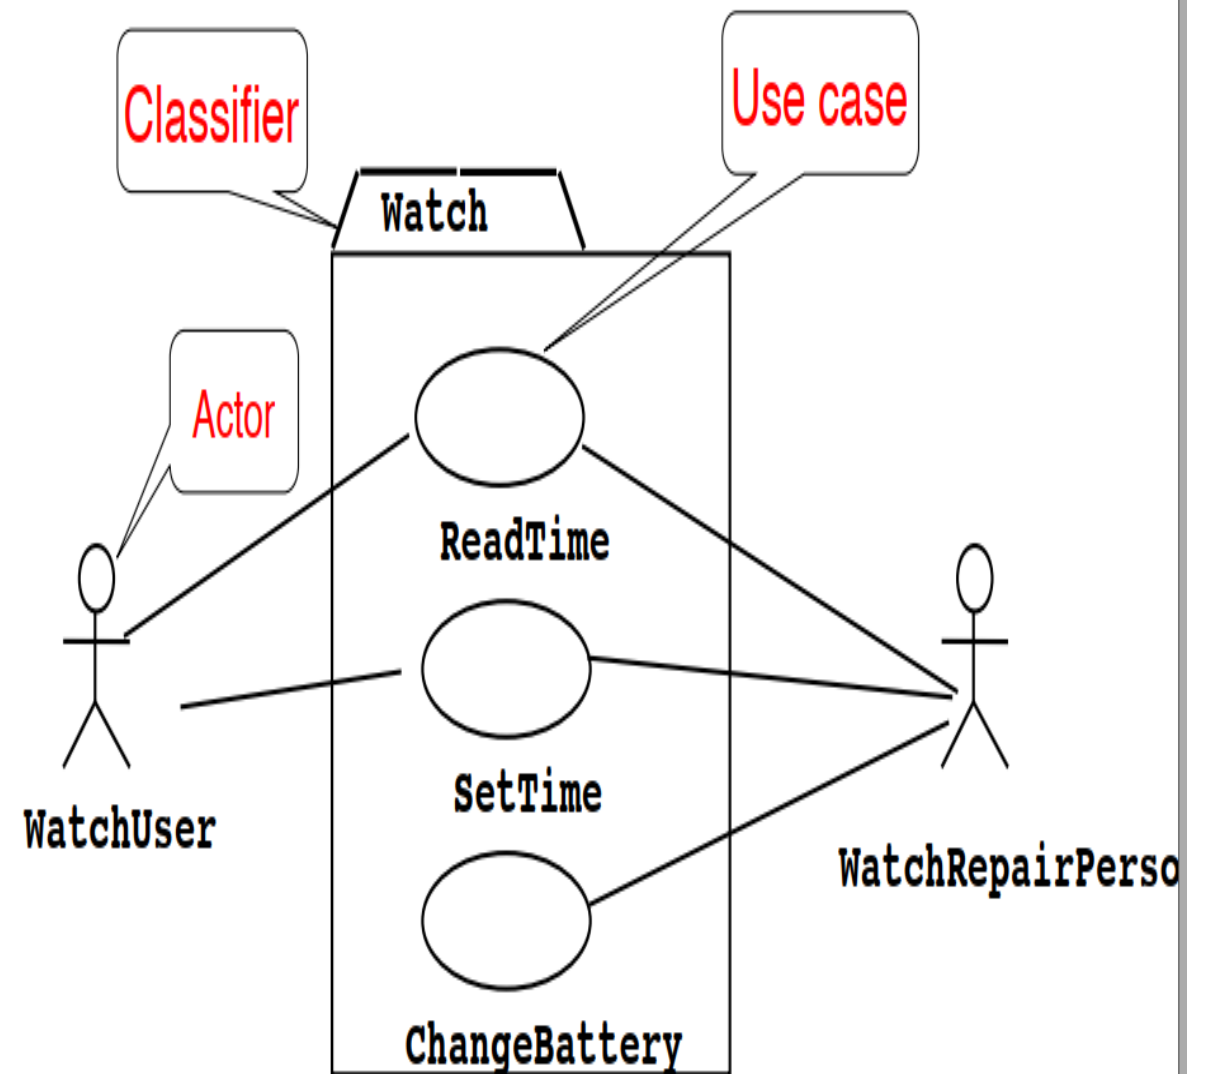 Classifier
Use case
Watch
Actor
ReadTime
SetTime
WatchUser
WatchRepairPerso
ChangeBattery